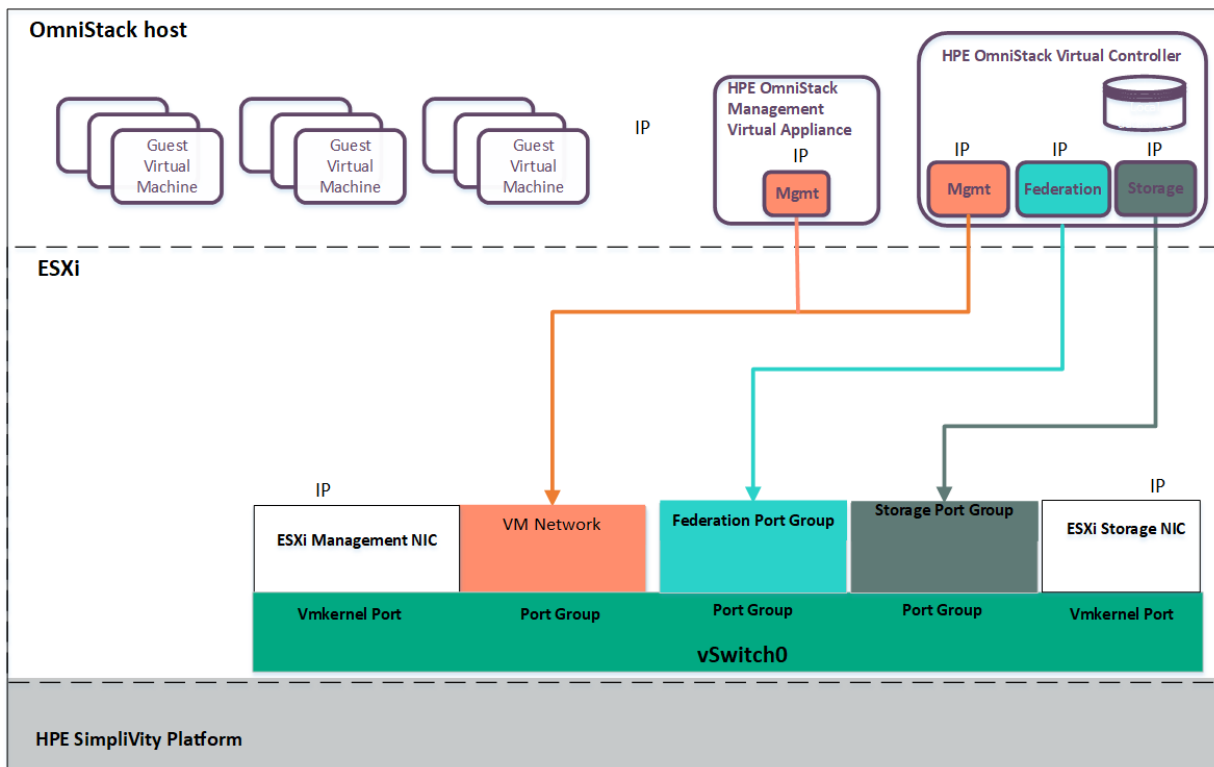 OmniStack host
HPE OmniStack Virtual Controller
HPE OmniStack
Management
Virtual Appliance
Guest
Virtual
Machine
Guest
Virtual
Machine
Guest
Virtual
Machine
IP
IP
Mgmt
IP
IP
IP
Mgmt
Federation
Storage
ESXi
IP
IP
ESXi Management NIC
VM Network
Federation Port Group
Storage Port Group
ESXi Storage NIC
Vmkernel Port
Port Group
Port Group
Port Group
Vmkernel Port
vSwitch0
HPE SimpliVity Platform